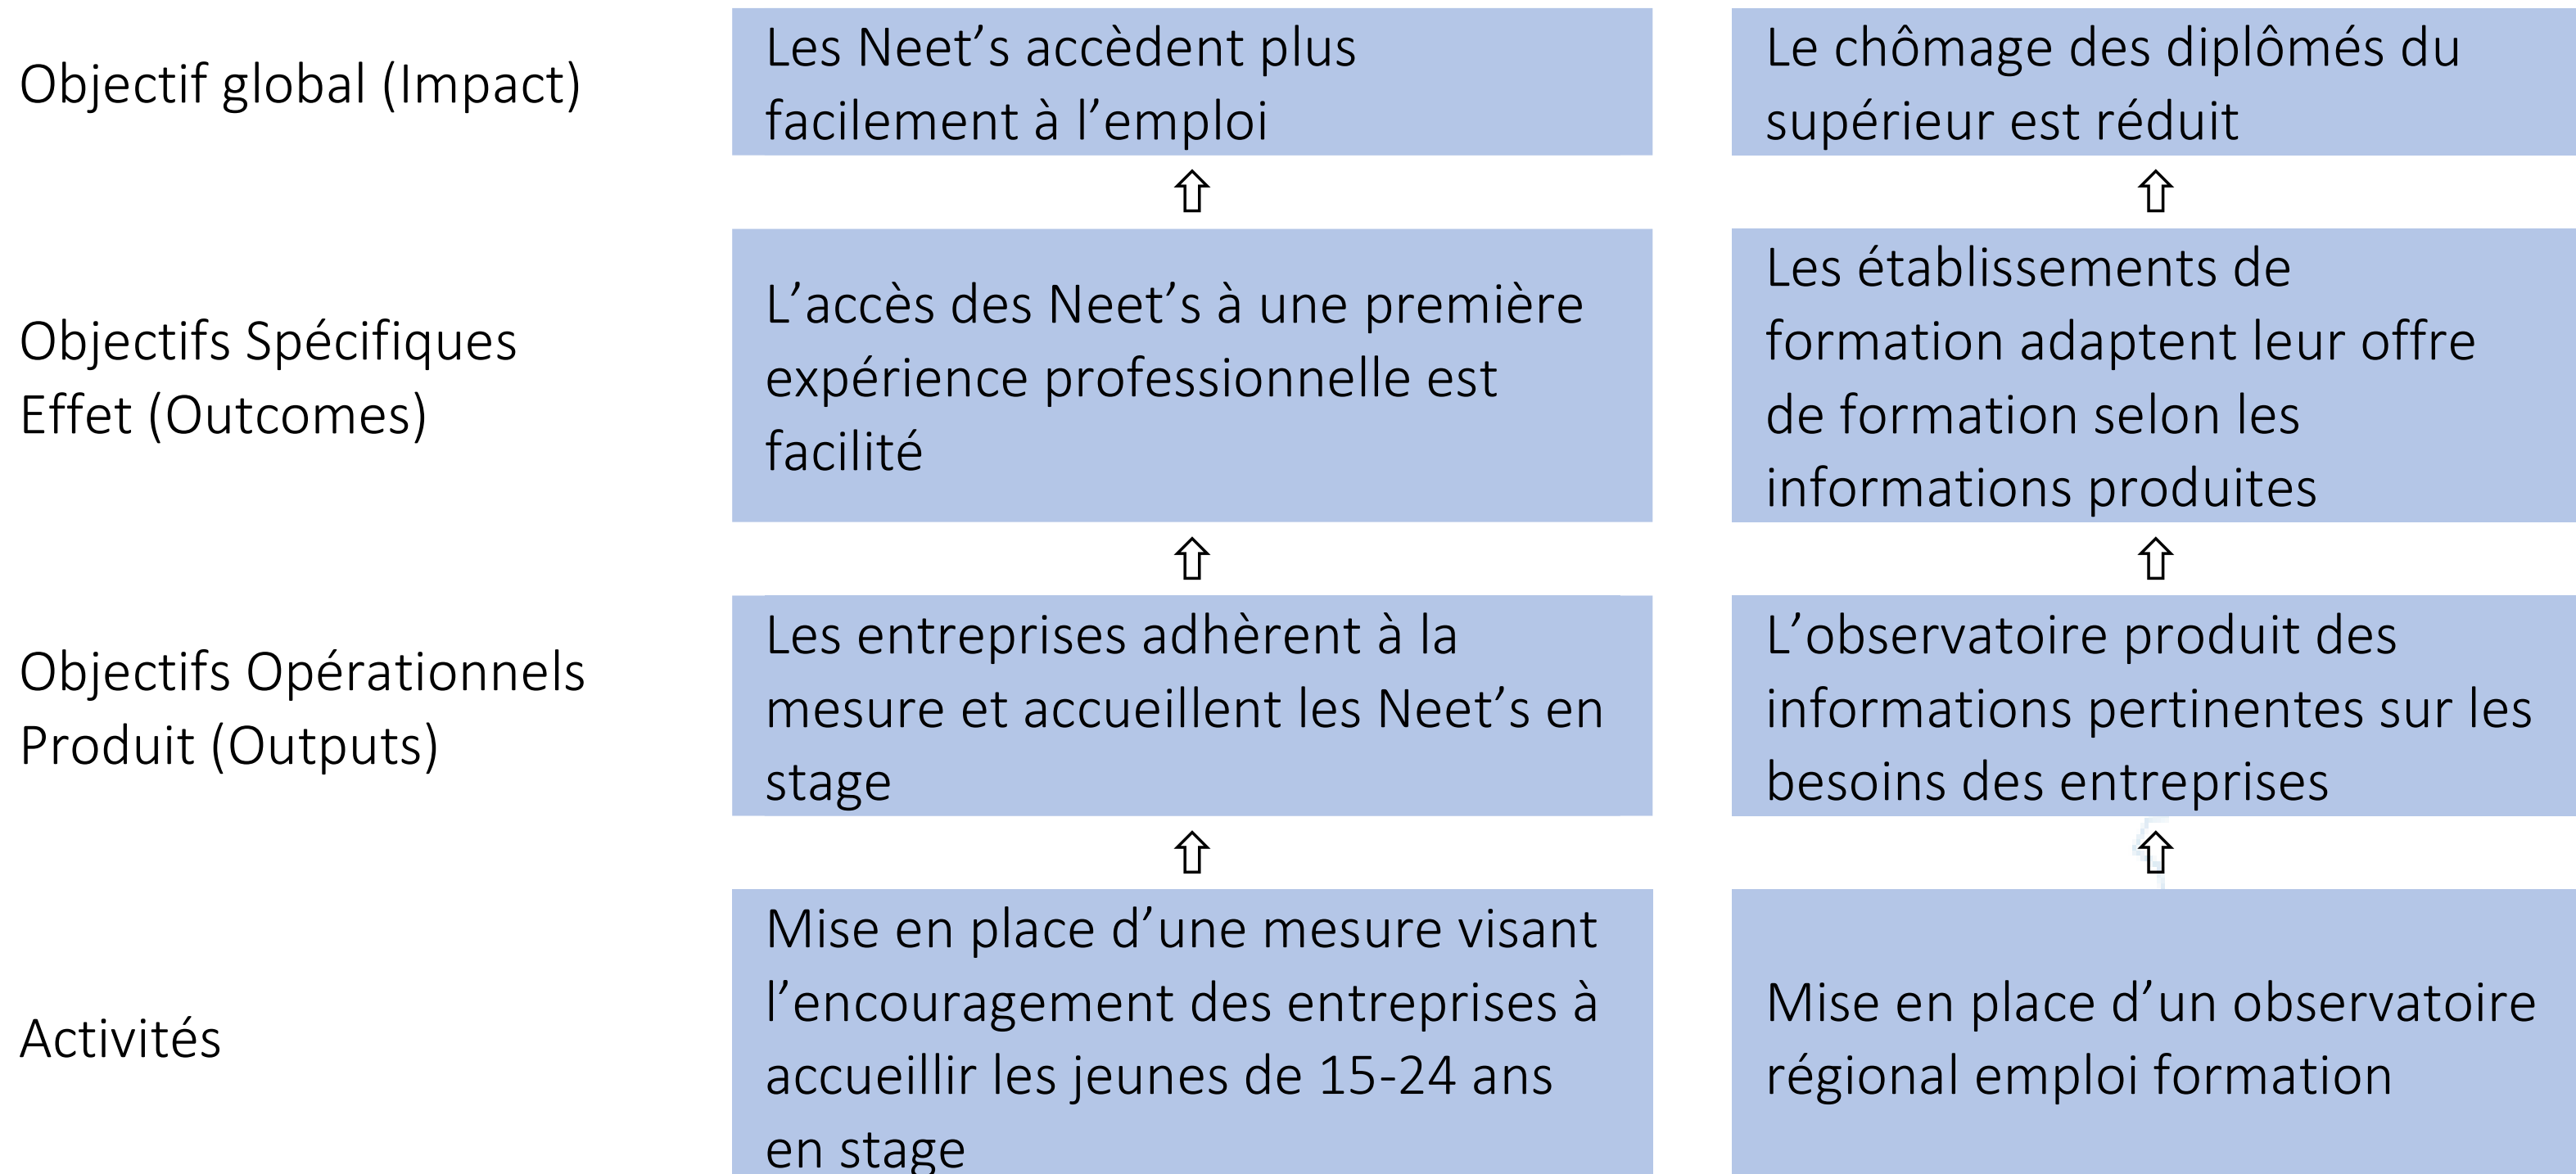 Objectif global (Impact)
Les Neet’s accèdent plus
facilement à l’emploi
Le chômage des diplômés du
supérieur est réduit
Objectifs Spécifiques
Effet (Outcomes)
L’accès des Neet’s à une première
expérience professionnelle est
facilité
Les établissements de
formation adaptent leur offre
de formation selon les
informations produites
Objectifs Opérationnels
Produit (Outputs)
Les entreprises adhèrent à la
mesure et accueillent les Neet’s en
stage
L’observatoire produit des
informations pertinentes sur les
besoins des entreprises
Activités
Mise en place d’une mesure visant
l’encouragement des entreprises à
accueillir les jeunes de 15-24 ans
en stage
Mise en place d’un observatoire
régional emploi formation